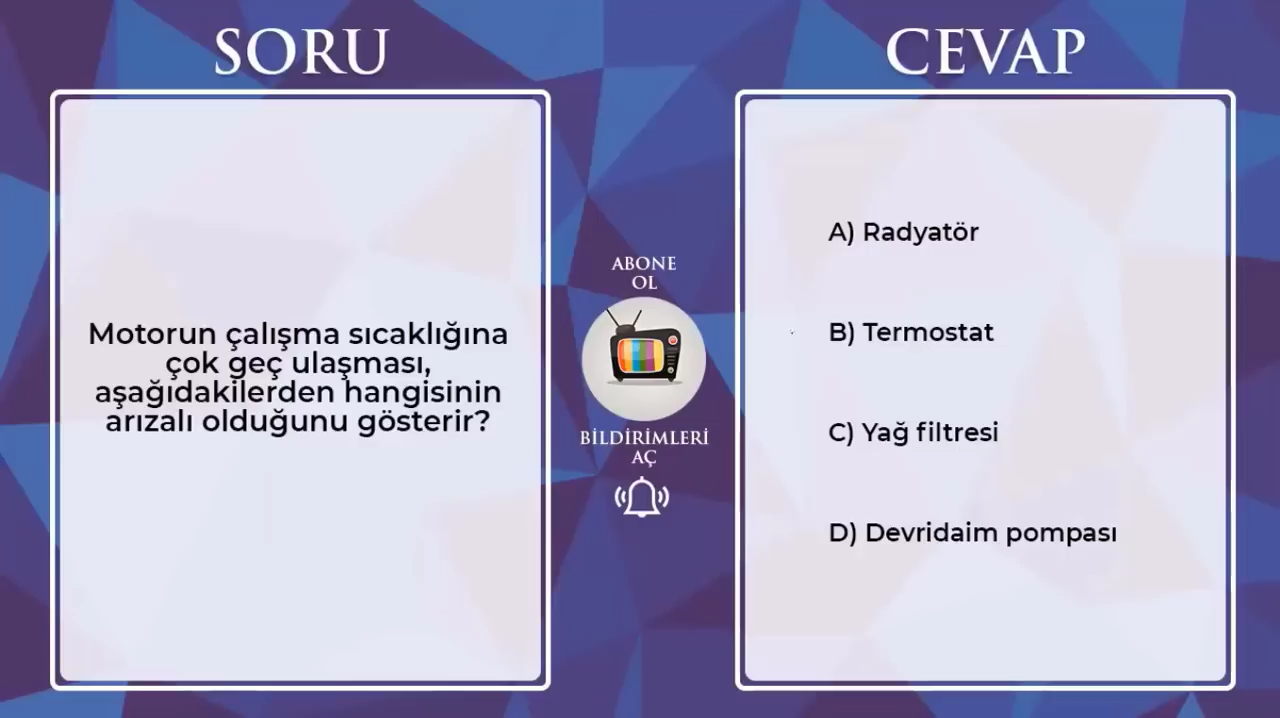 SORU
Motorun çalışma sıcaklığına
çok geç ulaşması,
aşağıdakilerden hangisinin
arızalı olduğunu gösterir?
ABONE
OL
BİLDİRİMLERİ
AÇ
CEVAP
A) Radyatör
B) Termostat
C) Yağ filtresi
D) Devridaim pompası